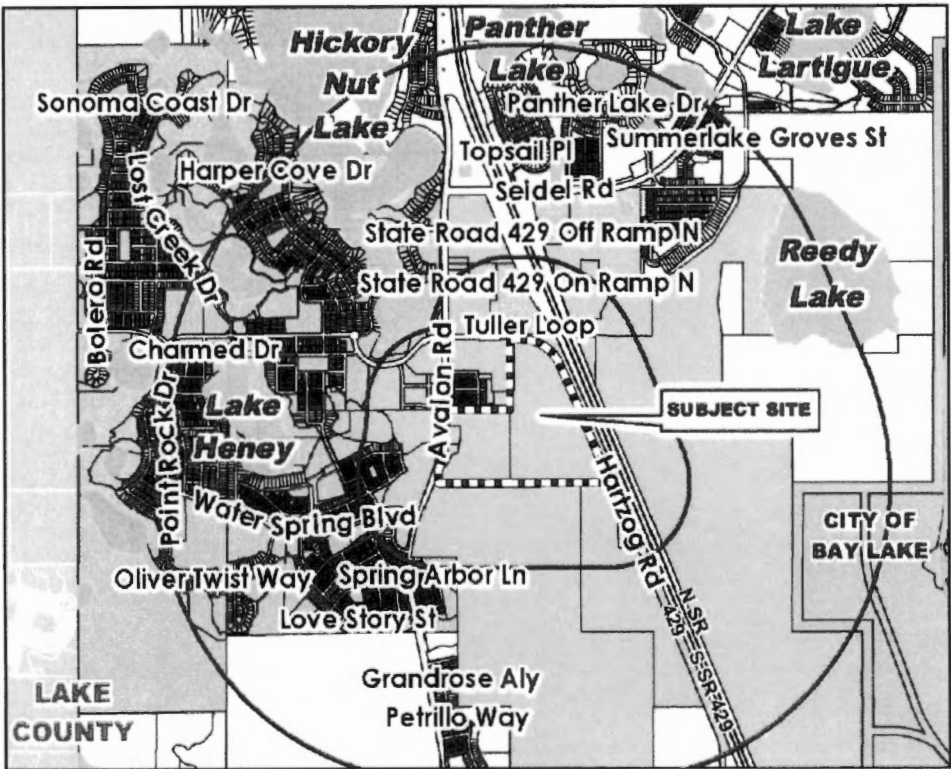 Hickory
Nut
Lake
Panther
Lake
Lake
Lartigue
Sonoma Coast Dr
Panther Lake Dr
Summerlake Groves St
Topsail Pl
Harper Cove Dr
Lost Creek Dr
Seidel Rd
State Road 429 Off Ramp N
Reedy
Lake
State Road 429 On Ramp N
Bolero Rd
Tuller Loop
Charmed Dr
Avalon Rd
SUBJECT SITE
Lake
Heney
Point Rock Dr
Hartzog Rd
Water Spring Blvd
CITY OF
BAY LAKE
Oliver Twist Way
Spring Arbor Ln
Love Story St
N SR
429
S SR 429
Grandrose Aly
Petrillo Way
LAKE
COUNTY